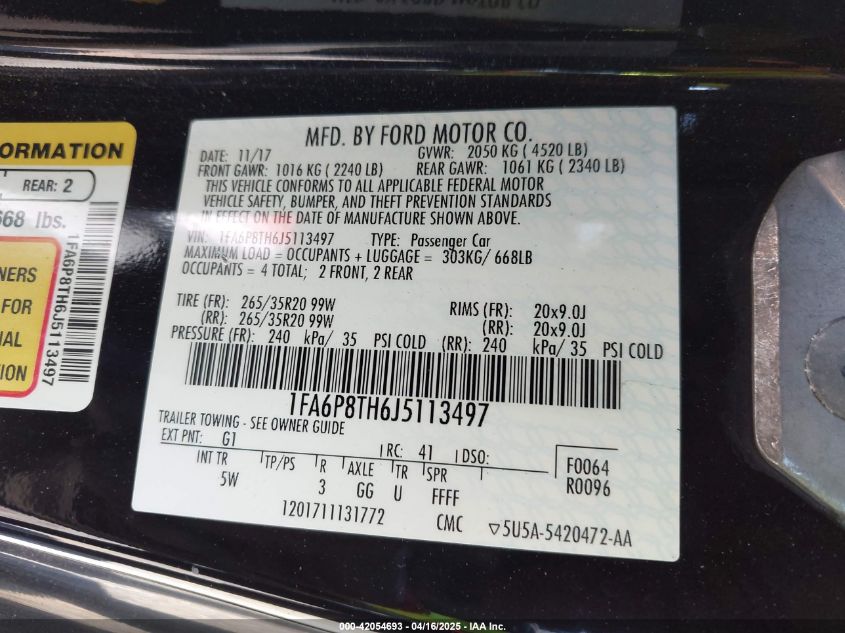 ORMATION
REAR: 2
668 lbs.
NERS
FOR
TION
1FA6P8TH6J5113497
MFD. BY FORD MOTOR CO.
DATE: 11/17 GVWR: 2050 KG ( 4520 LB)
FRONT GAWR: 1016 KG ( 2240 LB) REAR GAWR: 1061 KG ( 2340 LB)
THIS VEHICLE CONFORMS TO ALL APPLICABLE FEDERAL MOTOR
VEHICLE SAFETY, BUMPER, AND THEFT PREVENTION STANDARDS
IN EFFECT ON THE DATE OF MANUFACTURE SHOWN ABOVE.
VIN: 1FA6P8TH6J5113497 TYPE: Passenger Car
MAXIMUM LOAD = OCCUPANTS + LUGGAGE = 303KG/ 668LB
OCCUPANTS = 4 TOTAL; 2 FRONT, 2 REAR
TIRE (FR): 265/35R20 99W RIMS (FR): 20x9.0J
(RR): 265/35R20 99W (RR): 20x9.0J
PRESSURE (FR): 240 kPa/ 35 PSI COLD (RR): 240 kPa/ 35 PSI COLD
1FA6P8TH6J5113497
TRAILER TOWING - SEE OWNER GUIDE
EXT PNT: G1 RC: 41 DSO: F0064
INT TR TP/PS R AXLE TR SPR R0096
5W 3 GG U FFFF
1201711131772 CMC ▽5U5A-5420472-AA
000-42054693 - 04/16/2025 - IAA Inc.